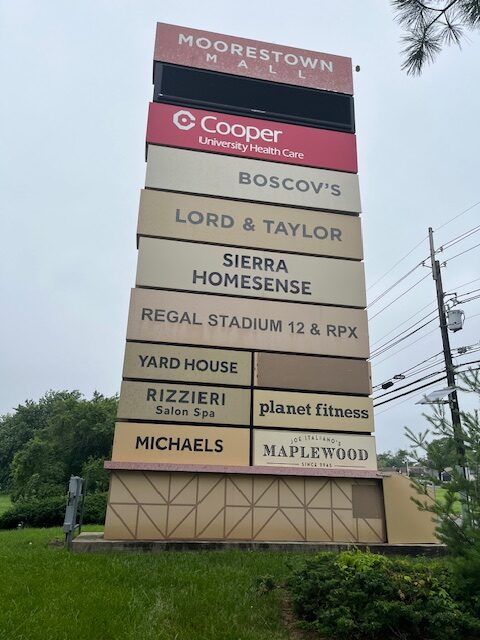 MOORESTOWN
MALL
Cooper
University Health Care
BOSCOV'S
LORD & TAYLOR
SIERRA
HOMESENSE
REGAL STADIUM 12 & RPX
YARD HOUSE
RIZZIERI
Salon Spa
planet fitness
MICHAELS
JOE ITALIANO'S
MAPLEWOOD
SINCE 1945